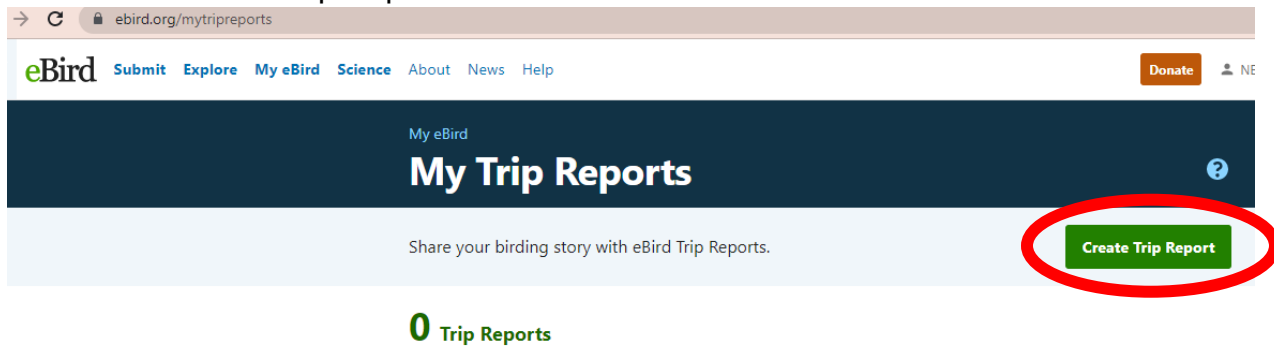 ebird.org/mytripreports
eBird Submit Explore My eBird Science About News Help Donate
My eBird
My Trip Reports ?
Share your birding story with eBird Trip Reports. Create Trip Report
0 Trip Reports